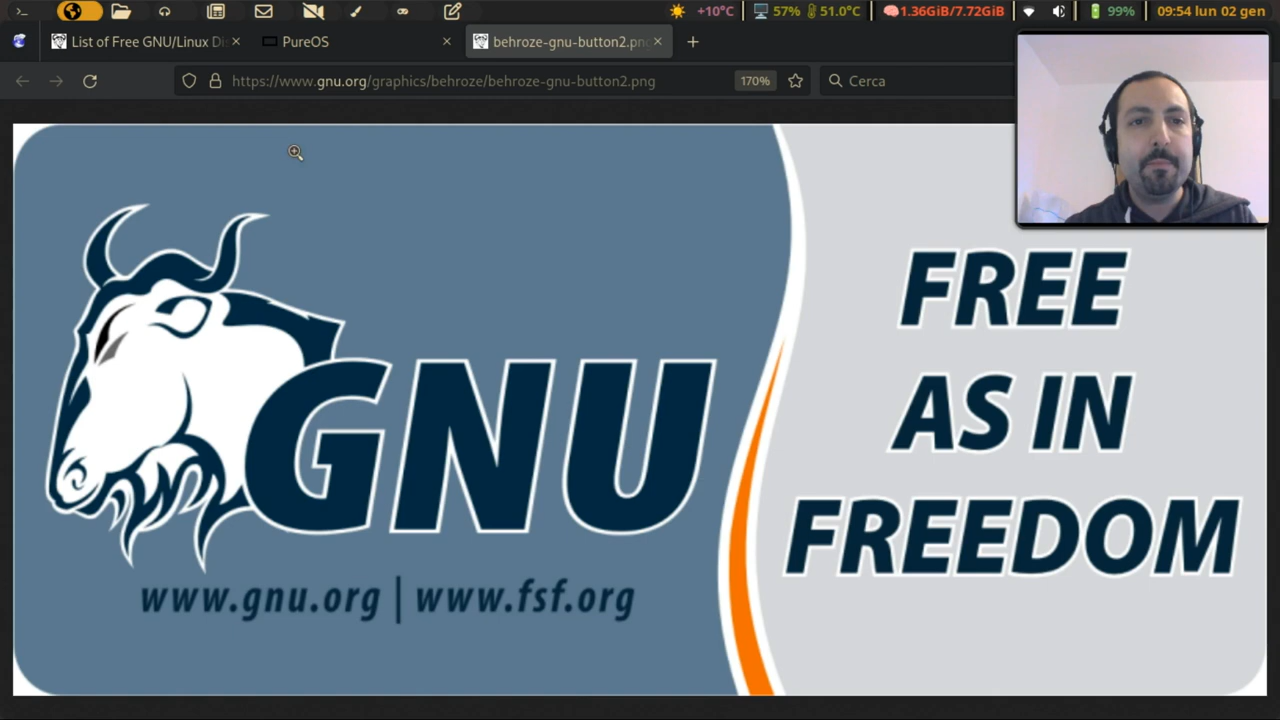 +10°C 57% 51.0°C 1.36GiB/7.72GiB 99% 09:54 lun 02 gen
List of Free GNU/Linux Di
PureOS
behroze-gnu-button2.pn
https://www.gnu.org/graphics/behroze/behroze-gnu-button2.png
170%
Cerca
GNU
www.gnu.org | www.fsf.org
FREE
AS IN
FREEDOM